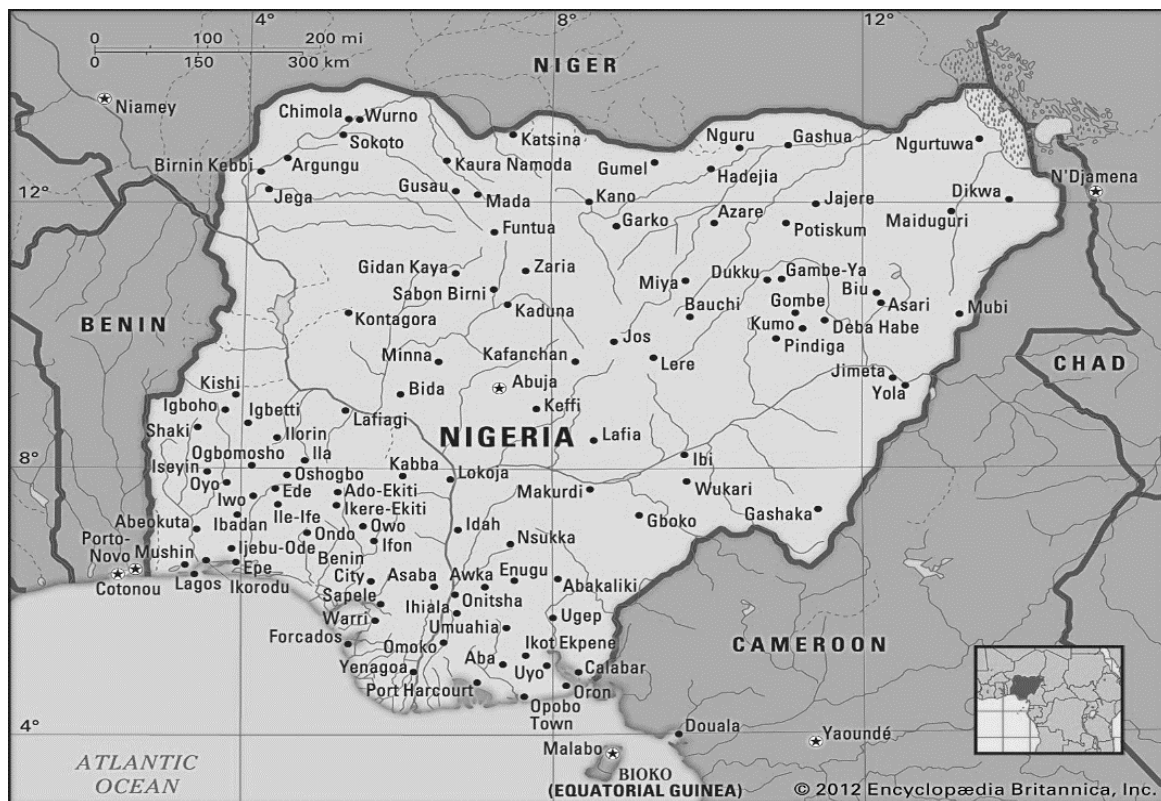 4° 8° 12°
0 100 200 mi
0 150 300 km
NIGER
Niamey
Chimola Wurno
Sokoto
Katsina
Nguru
Gashua
Ngurtuwa
Birnin Kebbi
Argungu
Kaura Namoda
Gumel
Hadejia
N'Djamena
12°
Jega
Gusau
Mada
Kano
Jajere
Dikwa
Garko
Azare
Potiskum
Maiduguri
Funtua
Gidan Kaya
Zaria
Miya
Dukku
Gambe-Ya
Sabon Birni
Biu
Asari
BENIN
Kontagora
Kaduna
Bauchi
Gombe
Mubi
Kumo
Deba Habe
Jos
Pindiga
Minna
Kafanchan
Lere
CHAD
Kishi
Bida
Abuja
Jimeta
Yola
Igboho
Igbetti
Lafiagi
Keffi
Shaki
Ilorin
NIGERIA
Lafia
Ogbomosho
Ila
8°
Iseyin
Oshogbo
Kabba
Lokoja
Ibi
Oyo
Ede
Ado-Ekiti
Makurdi
Wukari
Iwo
Ikere-Ekiti
Abeokuta
Ibadan
Ile-Ife
Owo
Idah
Gboko
Gashaka
Porto-
Novo
Mushin
Ijebu-Ode
Ondo
Ifon
Nsukka
Cotonou
Lagos
Epe
Ikorodu
Benin
City
Asaba
Awka
Enugu
Abakaliki
Sapele
Ihiala
Onitsha
Warri
Umuahia
Ugep
Forcados
Omoko
Ikot Ekpene
CAMEROON
Yenagoa
Aba
Uyo
Calabar
Port Harcourt
Oron
Opobo
Town
4°
Douala
Malabo
Yaoundé
ATLANTIC
OCEAN
BIOKO
(EQUATORIAL GUINEA)
© 2012 Encyclopædia Britannica, Inc.